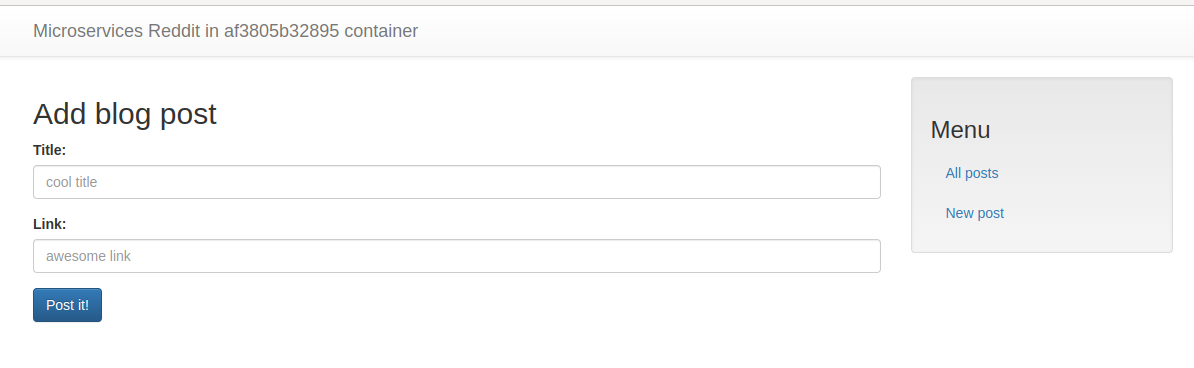 Microservices Reddit in af3805b32895 container
Add blog post
Title:
cool title
Link:
awesome link
Post it!
Menu
All posts
New post